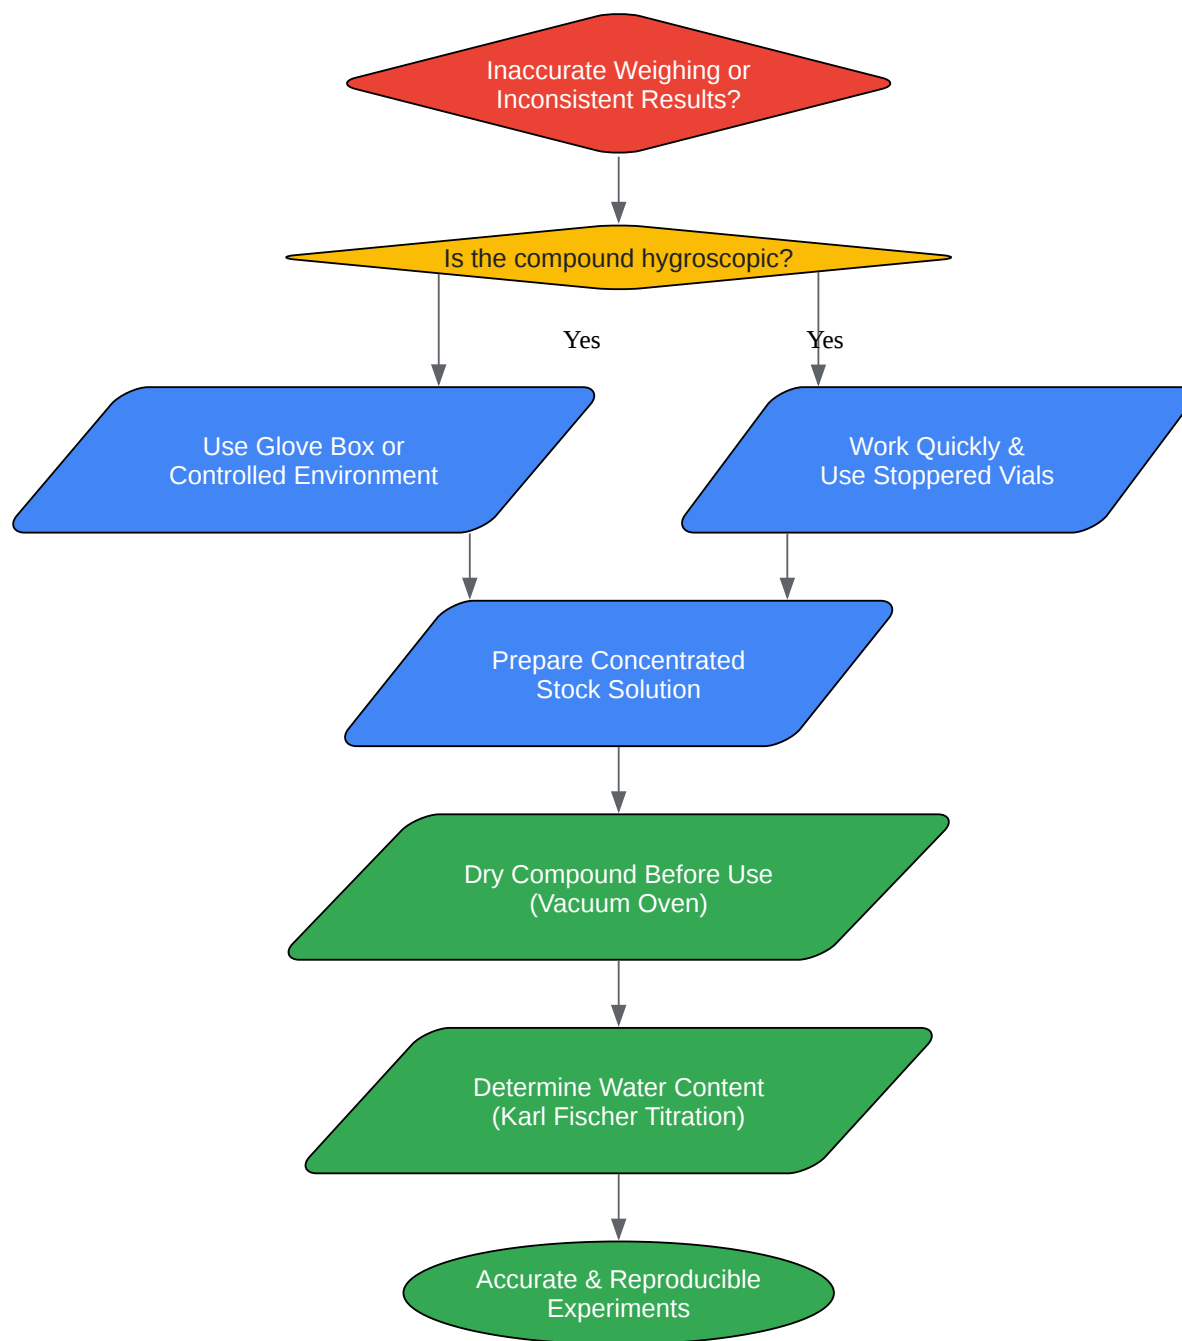 Inaccurate Weighing or
Inconsistent Results?
Is the compound hygroscopic?
Yes
Yes
Use Glove Box or
Controlled Environment
Work Quickly &
Use Stoppered Vials
Prepare Concentrated
Stock Solution
Dry Compound Before Use
(Vacuum Oven)
Determine Water Content
(Karl Fischer Titration)
Accurate & Reproducible
Experiments